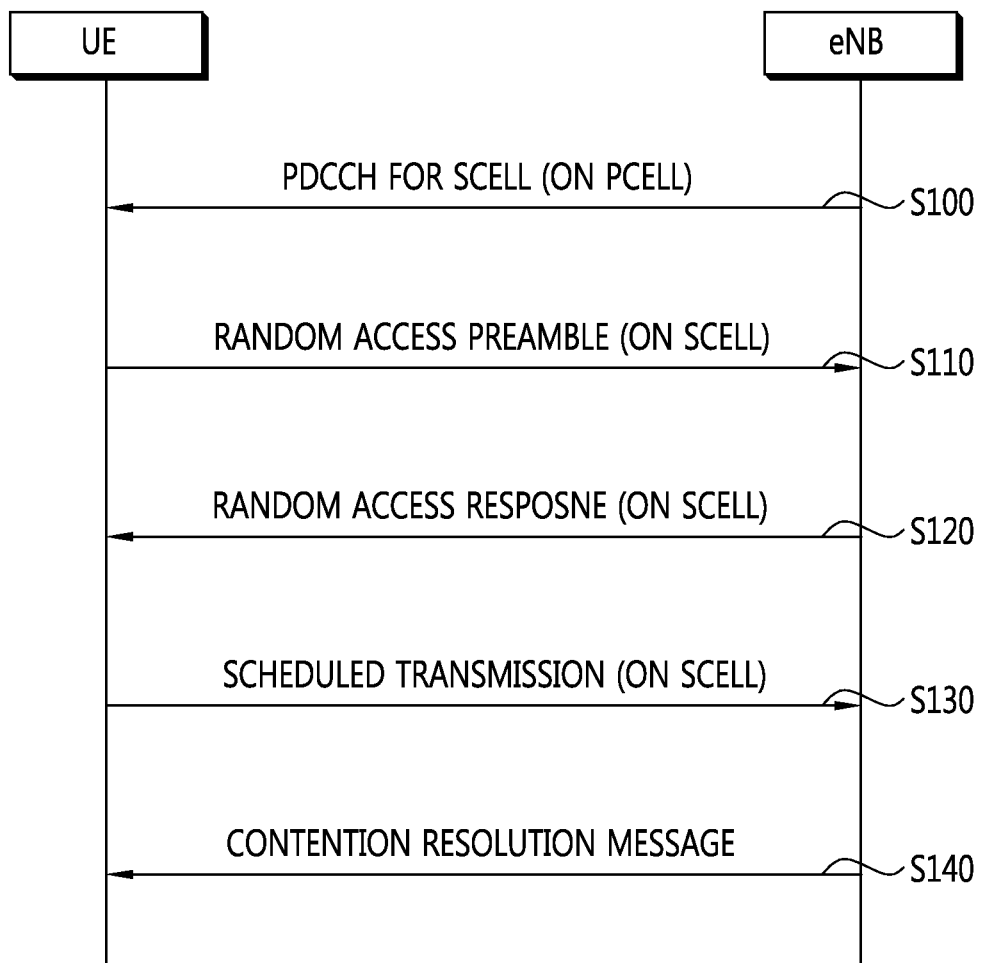 UE
eNB
PDCCH FOR SCELL (ON PCELL)
S100
RANDOM ACCESS PREAMBLE (ON SCELL)
S110
RANDOM ACCESS RESPOSNE (ON SCELL)
S120
SCHEDULED TRANSMISSION (ON SCELL)
S130
CONTENTION RESOLUTION MESSAGE
S140